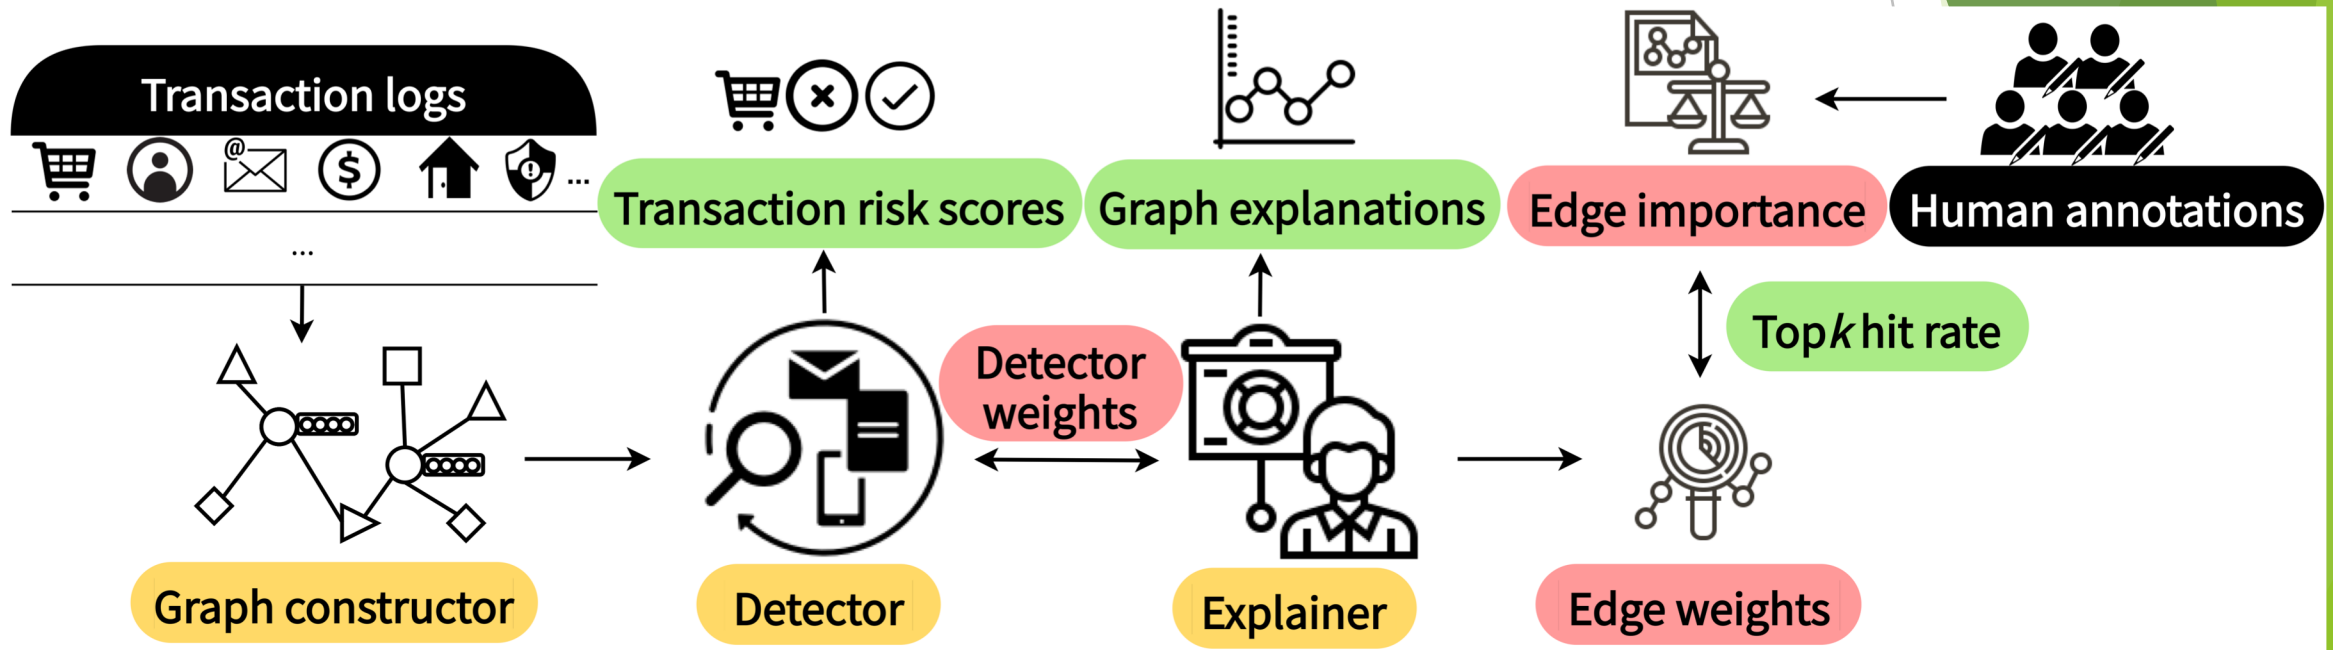 Transaction logs
@
$
...
...
Transaction risk scores
Graph explanations
Edge importance
Human annotations
Top k hit rate
Detector
weights
Graph constructor
Detector
Explainer
Edge weights